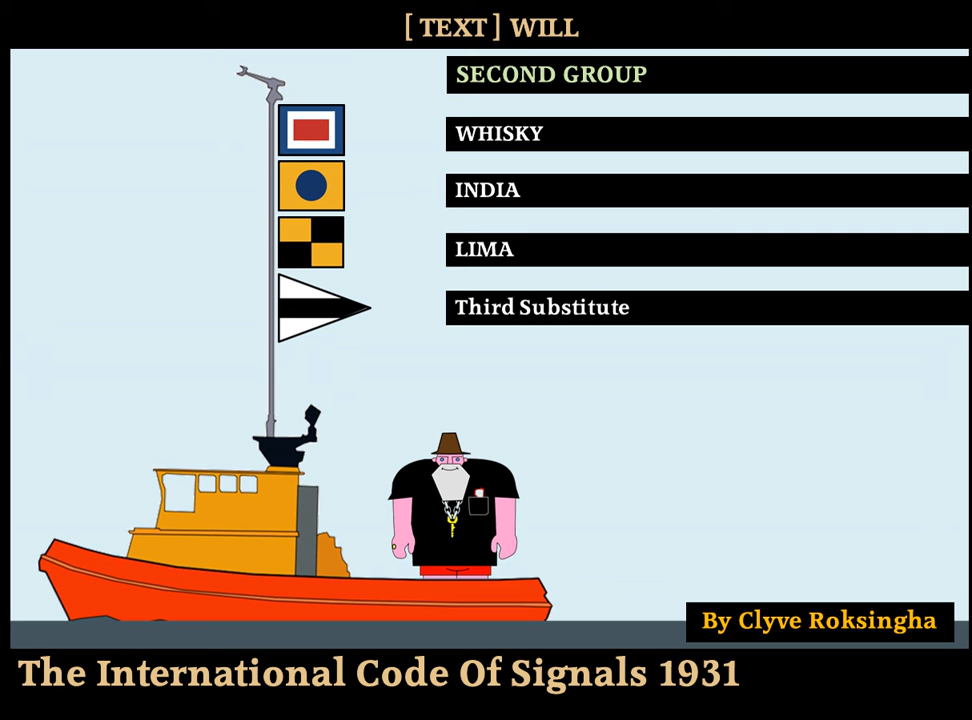 [ TEXT ] WILL
SECOND GROUP
WHISKY
INDIA
LIMA
Third Substitute
By Clyve Roksingha
The International Code Of Signals 1931